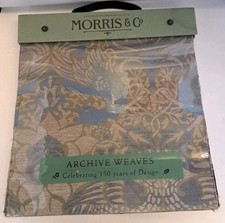 MORRIS & Co
ARCHIVE WEAVES
Celebrating 150 years of Design